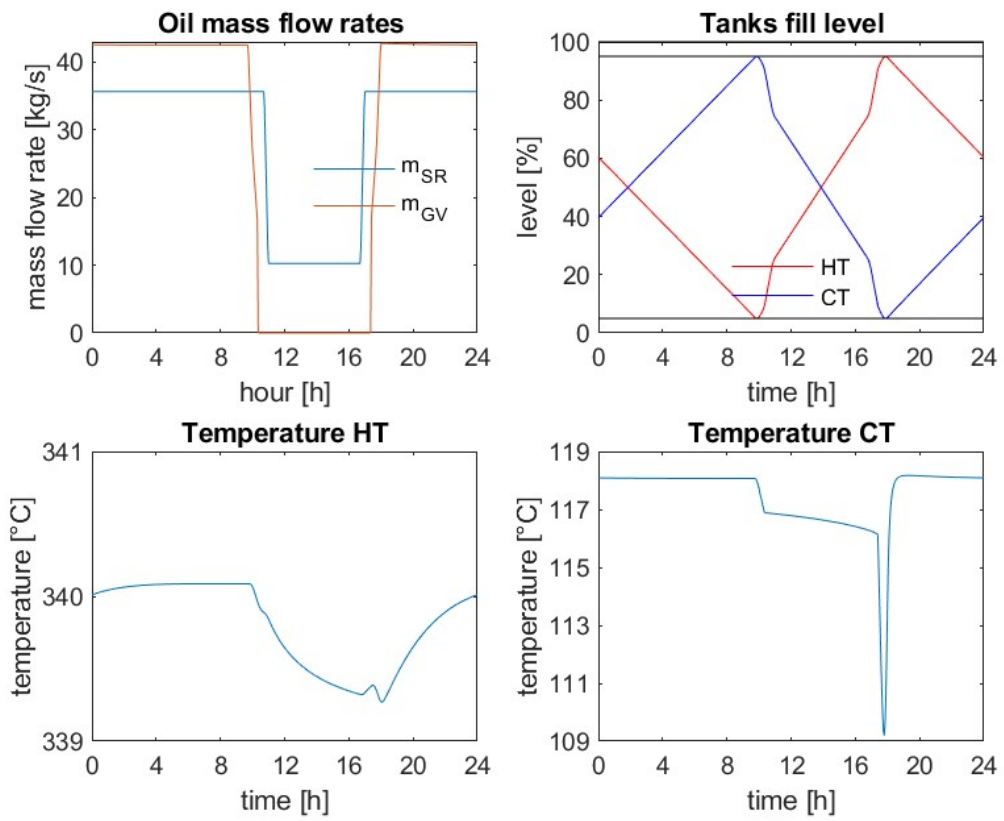 Oil mass flow rates
mass flow rate [kg/s]
40
30
20
10
0
m_SR
m_GV
0 4 8 12 16 20 24
hour [h]
Tanks fill level
level [%]
100
80
60
40
20
0
HT
CT
0 4 8 12 16 20 24
time [h]
Temperature HT
temperature [°C]
341
340
339
0 4 8 12 16 20 24
time [h]
Temperature CT
temperature [°C]
119
117
115
113
111
109
0 4 8 12 16 20 24
time [h]